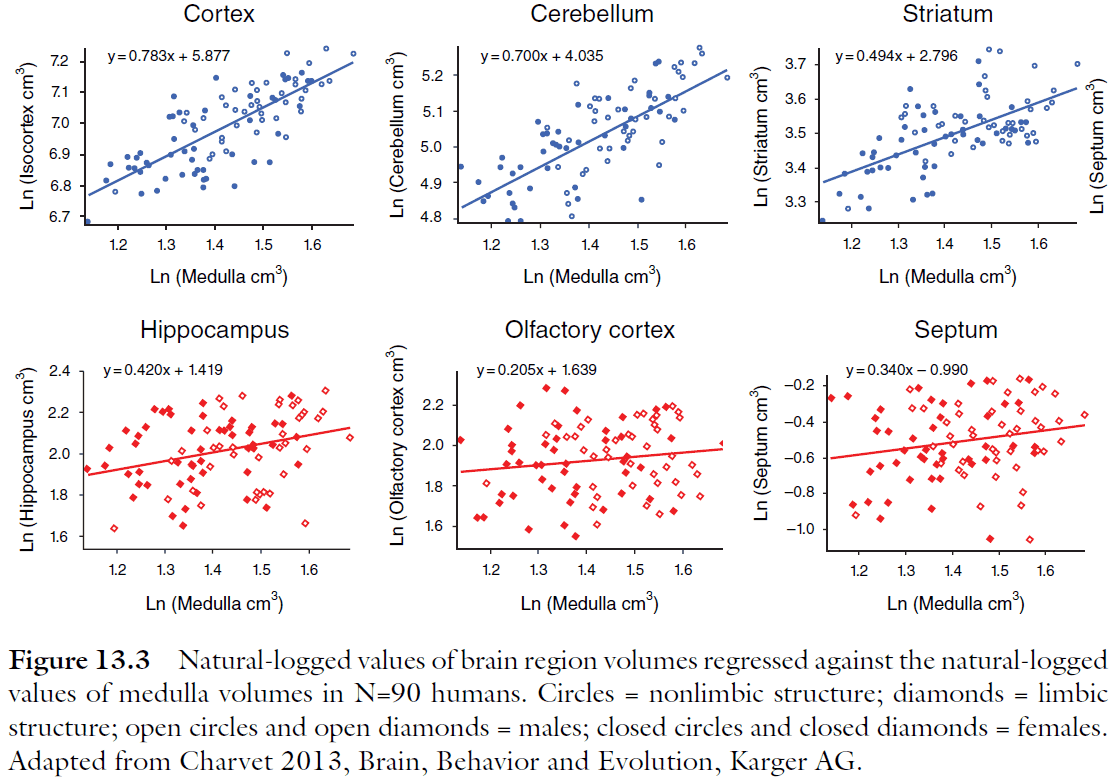 Cortex
Cerebellum
Striatum
y=0.783x + 5.877
y=0.700x + 4.035
y=0.494x + 2.796
Ln (Isocortex cm³)
7.2
7.1
7.0
6.9
6.8
6.7
Ln (Cerebellum cm³)
5.2
5.1
5.0
4.9
4.8
Ln (Striatum cm³)
3.7
3.6
3.5
3.4
3.3
Ln (Septum cm³)
1.2 1.3 1.4 1.5 1.6
1.2 1.3 1.4 1.5 1.6
1.2 1.3 1.4 1.5 1.6
Ln (Medulla cm³)
Ln (Medulla cm³)
Ln (Medulla cm³)
Hippocampus
Olfactory cortex
Septum
y=0.420x + 1.419
y=0.205x + 1.639
y=0.340x − 0.990
Ln (Hippocampus cm³)
2.4
2.2
2.0
1.8
1.6
Ln (Olfactory cortex cm³)
2.2
2.0
1.8
1.6
Ln (Septum cm³)
−0.2
−0.4
−0.6
−0.8
−1.0
1.2 1.3 1.4 1.5 1.6
1.2 1.3 1.4 1.5 1.6
1.2 1.3 1.4 1.5 1.6
Ln (Medulla cm³)
Ln (Medulla cm³)
Ln (Medulla cm³)
Figure 13.3 Natural-logged values of brain region volumes regressed against the natural-logged
values of medulla volumes in N=90 humans. Circles = nonlimbic structure; diamonds = limbic
structure; open circles and open diamonds = males; closed circles and closed diamonds = females.
Adapted from Charvet 2013, Brain, Behavior and Evolution, Karger AG.